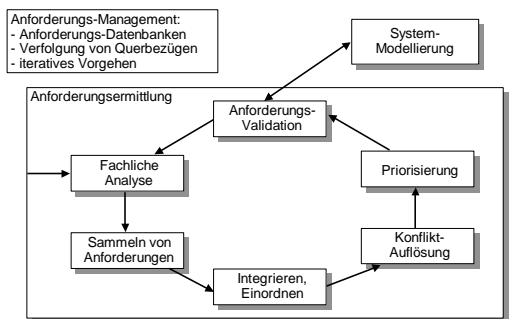 Anforderungs-Management:
- Anforderungs-Datenbanken
- Verfolgung von Querbezügen
- iteratives Vorgehen
System-
Modellierung
Anforderungsermittlung
Anforderungs-
Validation
Fachliche
Analyse
Priorisierung
Sammeln von
Anforderungen
Konflikt-
Auflösung
Integrieren,
Einordnen